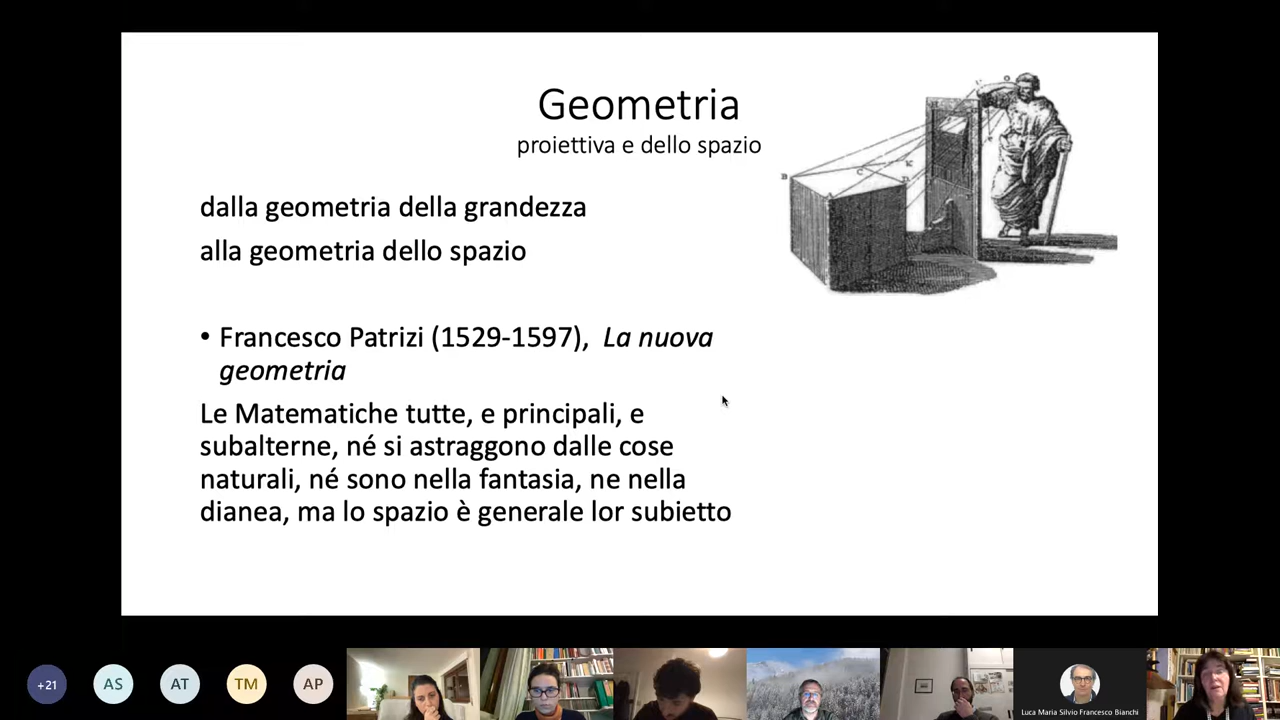 Geometria
proiettiva e dello spazio
dalla geometria della grandezza
alla geometria dello spazio
• Francesco Patrizi (1529-1597), La nuova
geometria
Le Matematiche tutte, e principali, e
subalterne, né si astraggono dalle cose
naturali, né sono nella fantasia, ne nella
dianea, ma lo spazio è generale lor subietto
B
C
K
A
O
+21
AS
AT
TM
AP
Luca Maria Silvio Francesco Bianchi